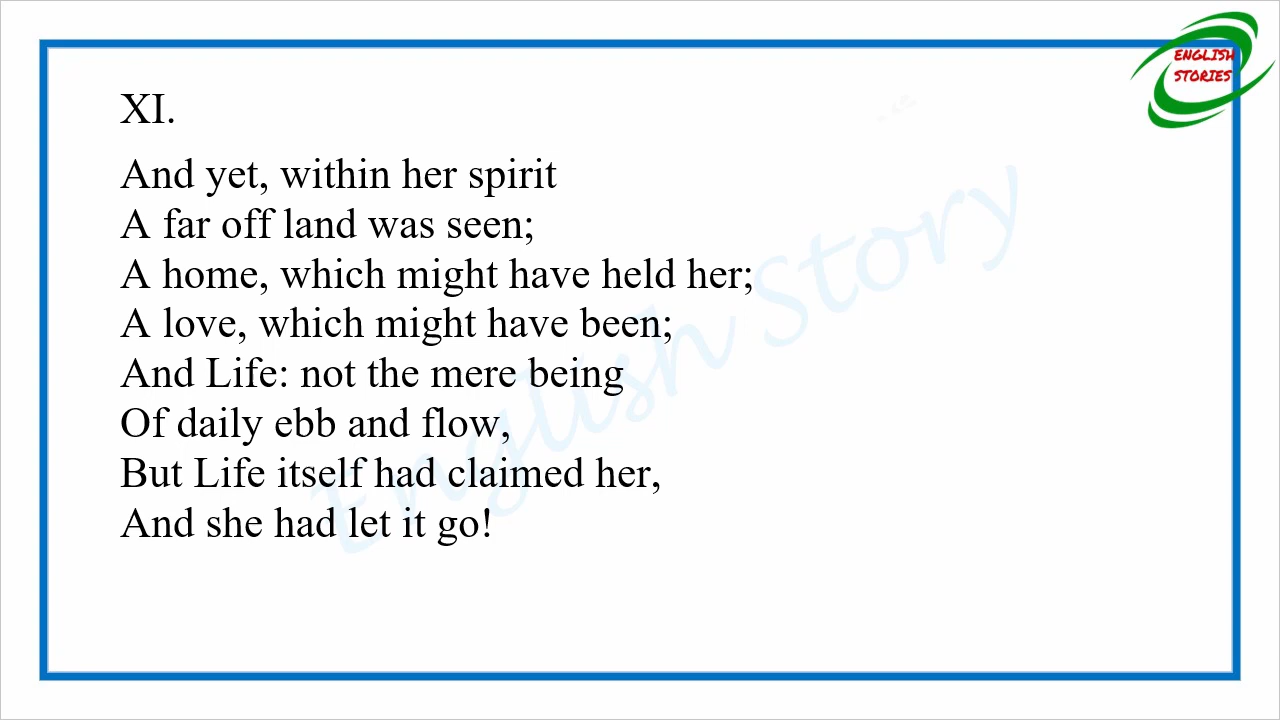 ENGLISH
STORIES
XI.
And yet, within her spirit
A far off land was seen;
A home, which might have held her;
A love, which might have been;
And Life: not the mere being
Of daily ebb and flow,
But Life itself had claimed her,
And she had let it go!
English Story